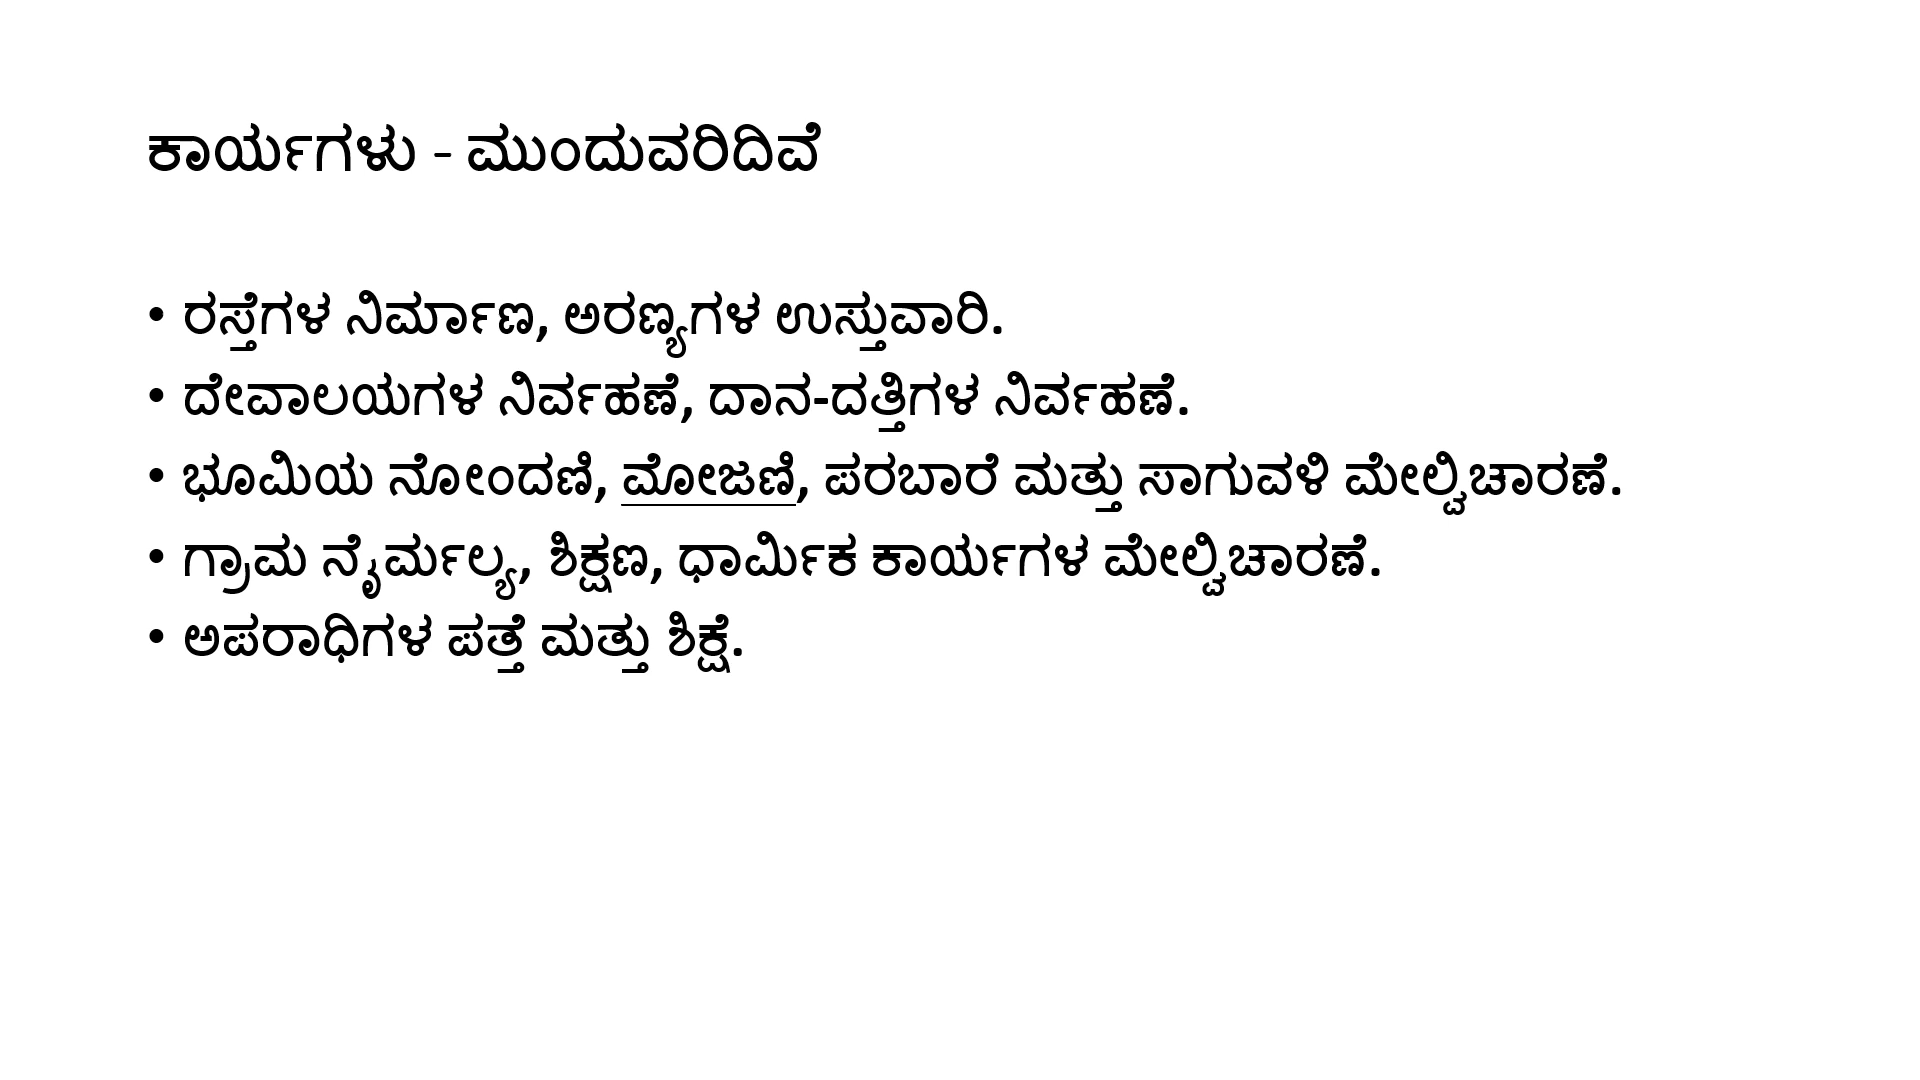 ಕಾರ್ಯಗಳು - ಮುಂದುವರಿದಿವೆ
• ರಸ್ತೆಗಳ ನಿರ್ಮಾಣ, ಅರಣ್ಯಗಳ ಉಸ್ತುವಾರಿ.
• ದೇವಾಲಯಗಳ ನಿರ್ವಹಣೆ, ದಾನ-ದತ್ತಿಗಳ ನಿರ್ವಹಣೆ.
• ಭೂಮಿಯ ನೋಂದಣಿ, ಮೋಜಣಿ, ಪರಬಾರೆ ಮತ್ತು ಸಾಗುವಳಿ ಮೇಲ್ವಿಚಾರಣೆ.
• ಗ್ರಾಮ ನೈರ್ಮಲ್ಯ, ಶಿಕ್ಷಣ, ಧಾರ್ಮಿಕ ಕಾರ್ಯಗಳ ಮೇಲ್ವಿಚಾರಣೆ.
• ಅಪರಾಧಿಗಳ ಪತ್ತೆ ಮತ್ತು ಶಿಕ್ಷೆ.